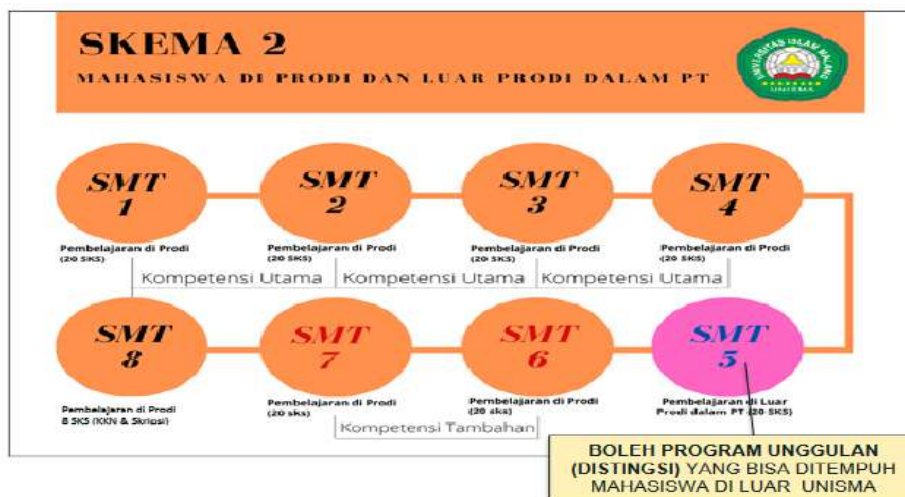 SKEMA 2
MAHASISWA DI PRODI DAN LUAR PRODI DALAM PT
UNIVERSITAS ISLAM MALANG
UNISMA
SMT
1
SMT
2
SMT
3
SMT
4
Pembelajaran di Prodi
(20 SKS)
Pembelajaran di Prodi
(20 SKS)
Pembelajaran di Prodi
(20 SKS)
Pembelajaran di Prodi
(20 SKS)
Kompetensi Utama
Kompetensi Utama
Kompetensi Utama
SMT
8
SMT
7
SMT
6
SMT
5
Pembelajaran di Prodi
8 SKS (KKN & Skripsi)
Pembelajaran di Prodi
(20 sks)
Pembelajaran di Prodi
(20 sks)
Pembelajaran di Luar
Prodi dalam PT (20 SKS)
Kompetensi Tambahan
BOLEH PROGRAM UNGGULAN
(DISTINGSI) YANG BISA DITEMPUH
MAHASISWA DI LUAR UNISMA